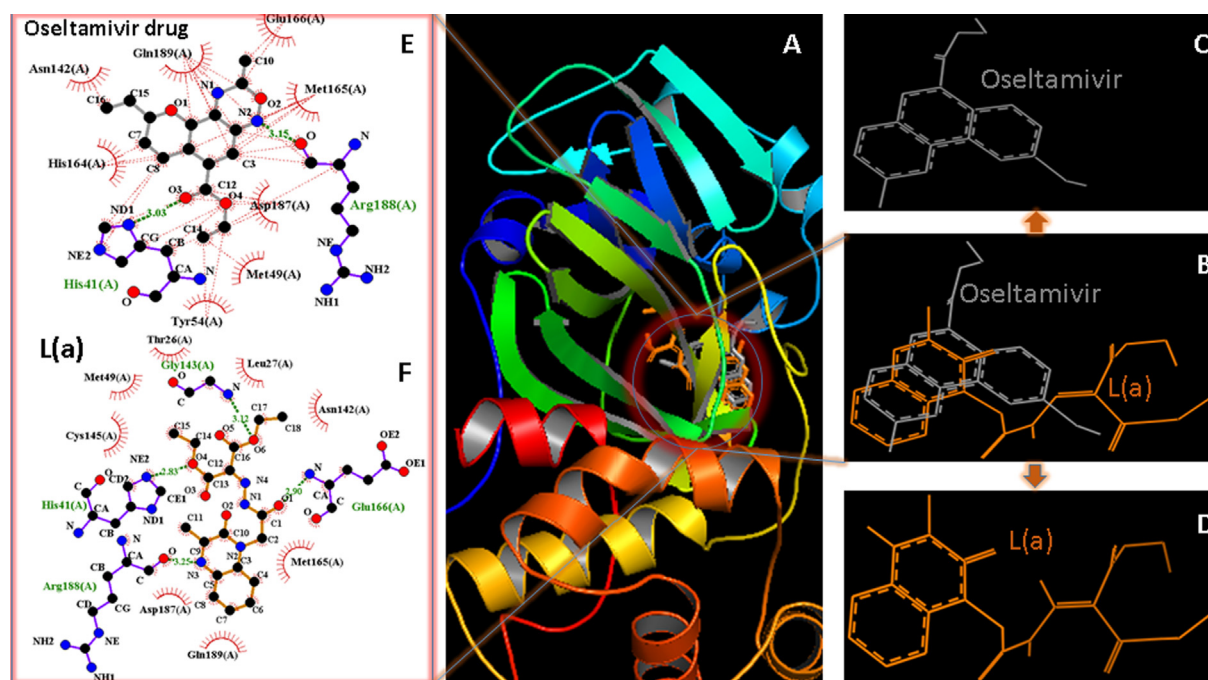 Oseltamivir drug
E
Glu166(A)
Gln189(A)
Asn142(A)
C10
C15
C16
O1
N1
O2
N2
Met165(A)
3.15
O
N
C7
C8
C3
His164(A)
C12
O3
O4
Asp187(A)
ND1
3.03
Arg188(A)
CG
CB
C14
NE2
NE
CA
N
Met49(A)
NH2
His41(A)
O
NH1
Tyr54(A)
L(a)
F
Thr26(A)
Gly143(A)
Leu27(A)
Met49(A)
O
C
N
3.12
C17
C18
Asn142(A)
Cys145(A)
C15
C14
O5
O6
C16
OE2
OE1
NE2
2.83
O4
C12
C13
N4
N
O
CD2
CE1
O3
N1
2.90
O1
CA
O
C
Glu166(A)
His41(A)
CA
N
CB
ND1
C11
O2
C10
C1
C2
N
CA
O
3.25
C9
N2
C3
Met165(A)
CB
C
N3
Arg188(A)
C5
C4
CG
Asp187(A)
C8
C6
CD
C7
NH2
NE
Gln189(A)
NH1
A
C
Oseltamivir
B
Oseltamivir
L(a)
D
L(a)